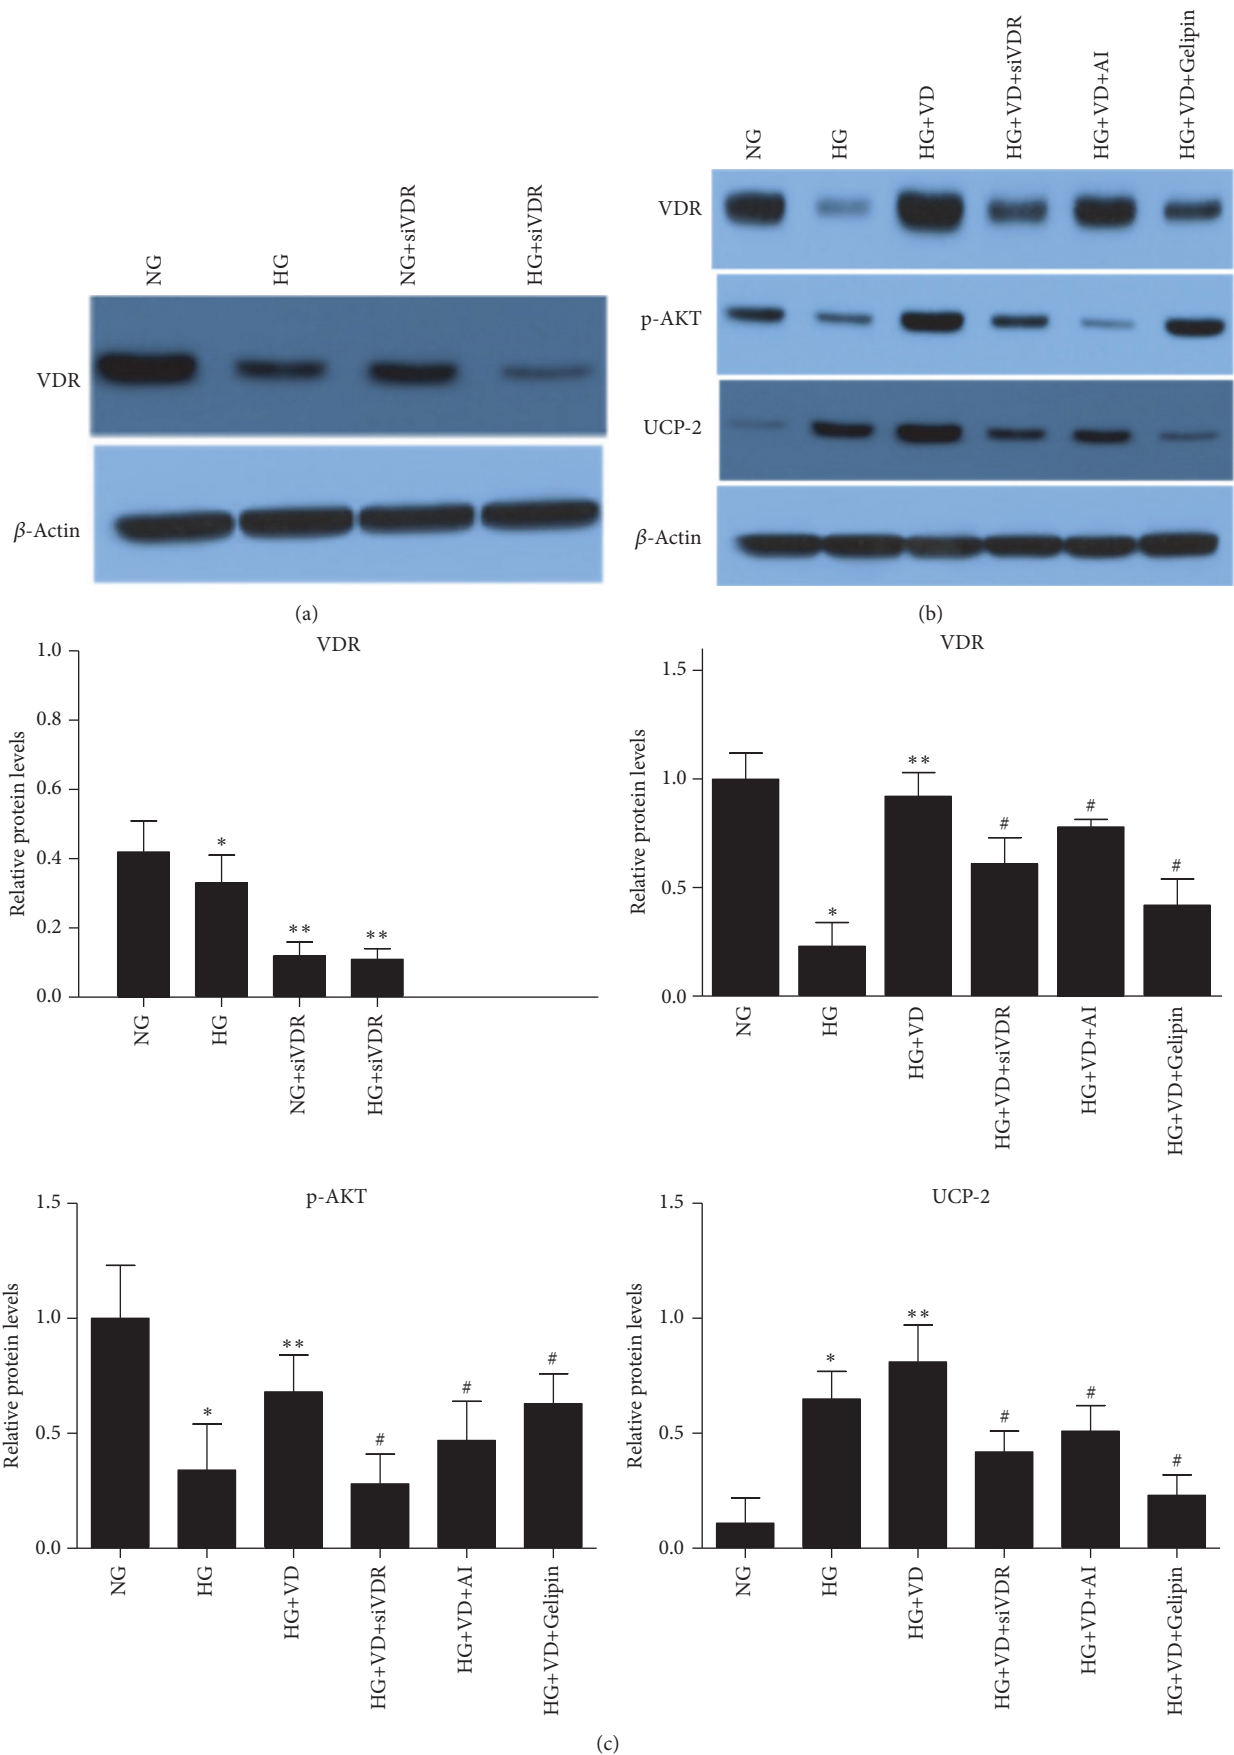 NG
HG
NG+siVDR
HG+siVDR
VDR
β-Actin
(a)
NG
HG
HG+VD
HG+VD+siVDR
HG+VD+AI
HG+VD+Gelipin
VDR
p-AKT
UCP-2
β-Actin
(b)
VDR
Relative protein levels
1.0
0.8
0.6
0.4
0.2
0.0
*
**
**
NG
HG
NG+siVDR
HG+siVDR
VDR
Relative protein levels
1.5
1.0
0.5
0.0
*
**
#
#
#
NG
HG
HG+VD
HG+VD+siVDR
HG+VD+AI
HG+VD+Gelipin
p-AKT
Relative protein levels
1.5
1.0
0.5
0.0
*
**
#
#
#
NG
HG
HG+VD
HG+VD+siVDR
HG+VD+AI
HG+VD+Gelipin
UCP-2
Relative protein levels
1.5
1.0
0.5
0.0
*
**
#
#
#
NG
HG
HG+VD
HG+VD+siVDR
HG+VD+AI
HG+VD+Gelipin
(c)